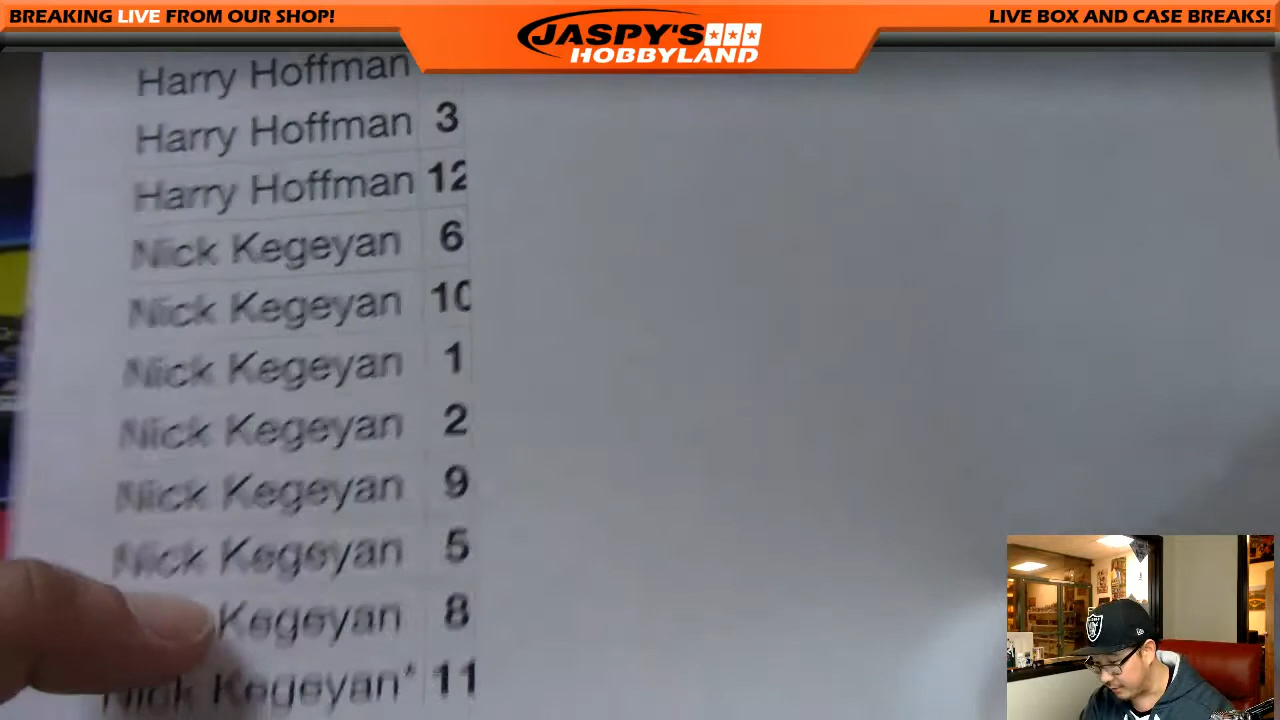 BREAKING LIVE FROM OUR SHOP!
JASPY'S
HOBBYLAND
LIVE BOX AND CASE BREAKS!
Harry Hoffman
Harry Hoffman 3
Harry Hoffman 12
Nick Kegeyan 6
Nick Kegeyan 10
Nick Kegeyan 1
Nick Kegeyan 2
Nick Kegeyan 9
Nick Kegeyan 5
Kegeyan 8
Nick Kegeyan* 11